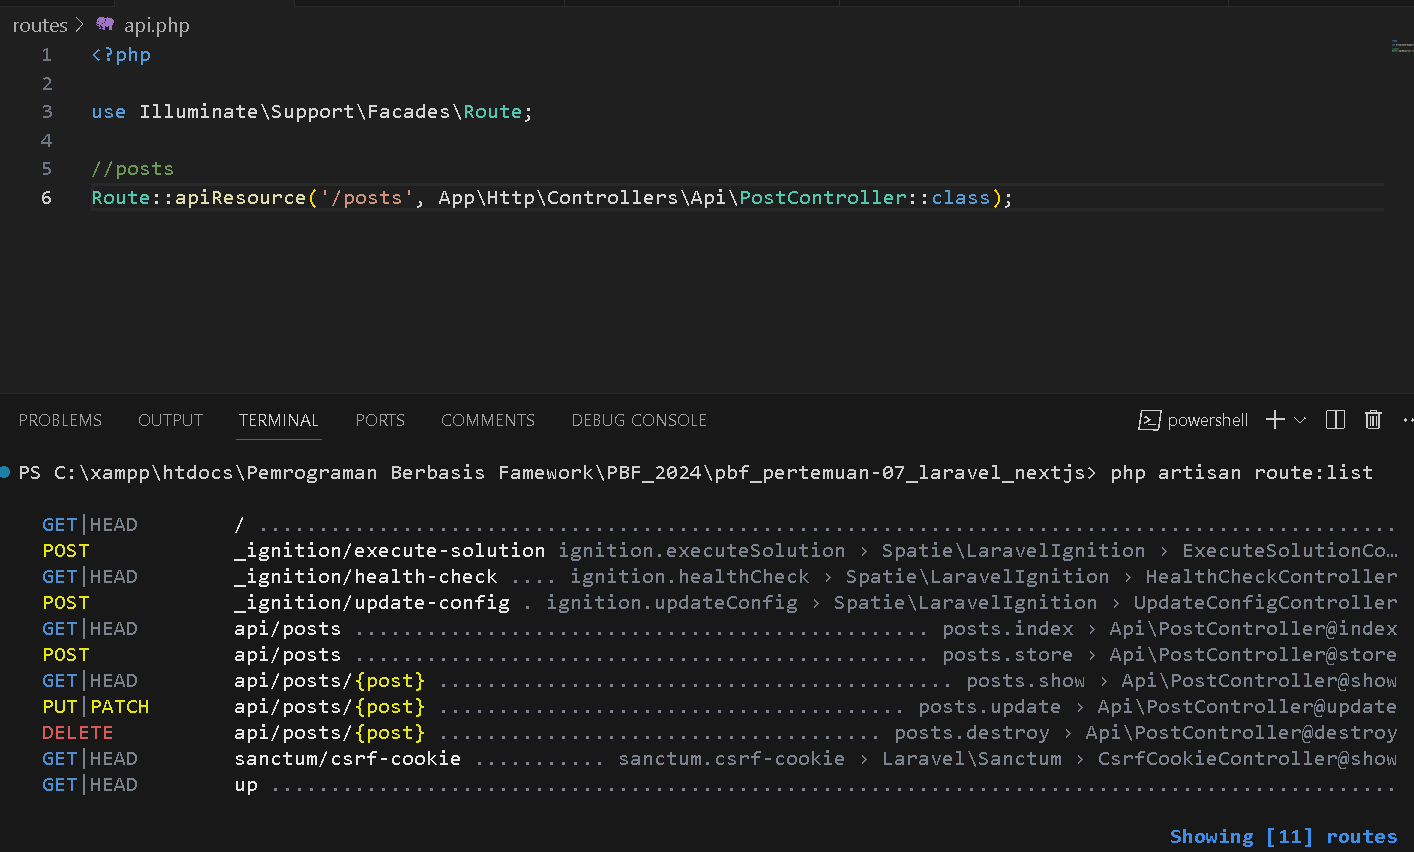 routes > api.php
1 <?php
2
3 use Illuminate\Support\Facades\Route;
4
5 //posts
6 Route::apiResource('/posts', App\Http\Controllers\Api\PostController::class);
PROBLEMS OUTPUT TERMINAL PORTS COMMENTS DEBUG CONSOLE powershell
PS C:\xampp\htdocs\Pemrograman Berbasis Famework\PBF_2024\pbf_pertemuan-07_laravel_nextjs> php artisan route:list
GET|HEAD / ................................................................................................
POST _ignition/execute-solution ignition.executeSolution › Spatie\LaravelIgnition › ExecuteSolutionCo…
GET|HEAD _ignition/health-check .... ignition.healthCheck › Spatie\LaravelIgnition › HealthCheckController
POST _ignition/update-config . ignition.updateConfig › Spatie\LaravelIgnition › UpdateConfigController
GET|HEAD api/posts ................................................ posts.index › Api\PostController@index
POST api/posts ................................................ posts.store › Api\PostController@store
GET|HEAD api/posts/{post} ........................................... posts.show › Api\PostController@show
PUT|PATCH api/posts/{post} ....................................... posts.update › Api\PostController@update
DELETE api/posts/{post} ..................................... posts.destroy › Api\PostController@destroy
GET|HEAD sanctum/csrf-cookie ........... sanctum.csrf-cookie › Laravel\Sanctum › CsrfCookieController@show
GET|HEAD up ...............................................................................................
Showing [11] routes